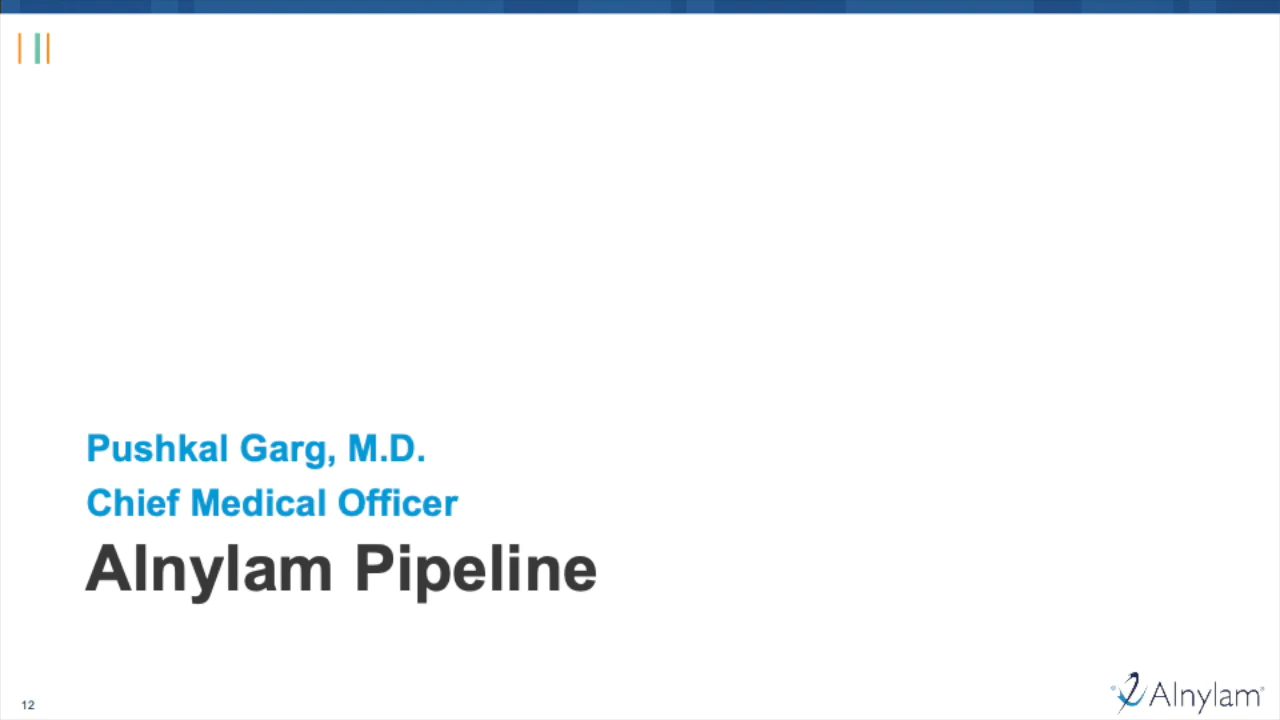 Pushkal Garg, M.D.
Chief Medical Officer
Alnylam Pipeline
12
Alnylam®